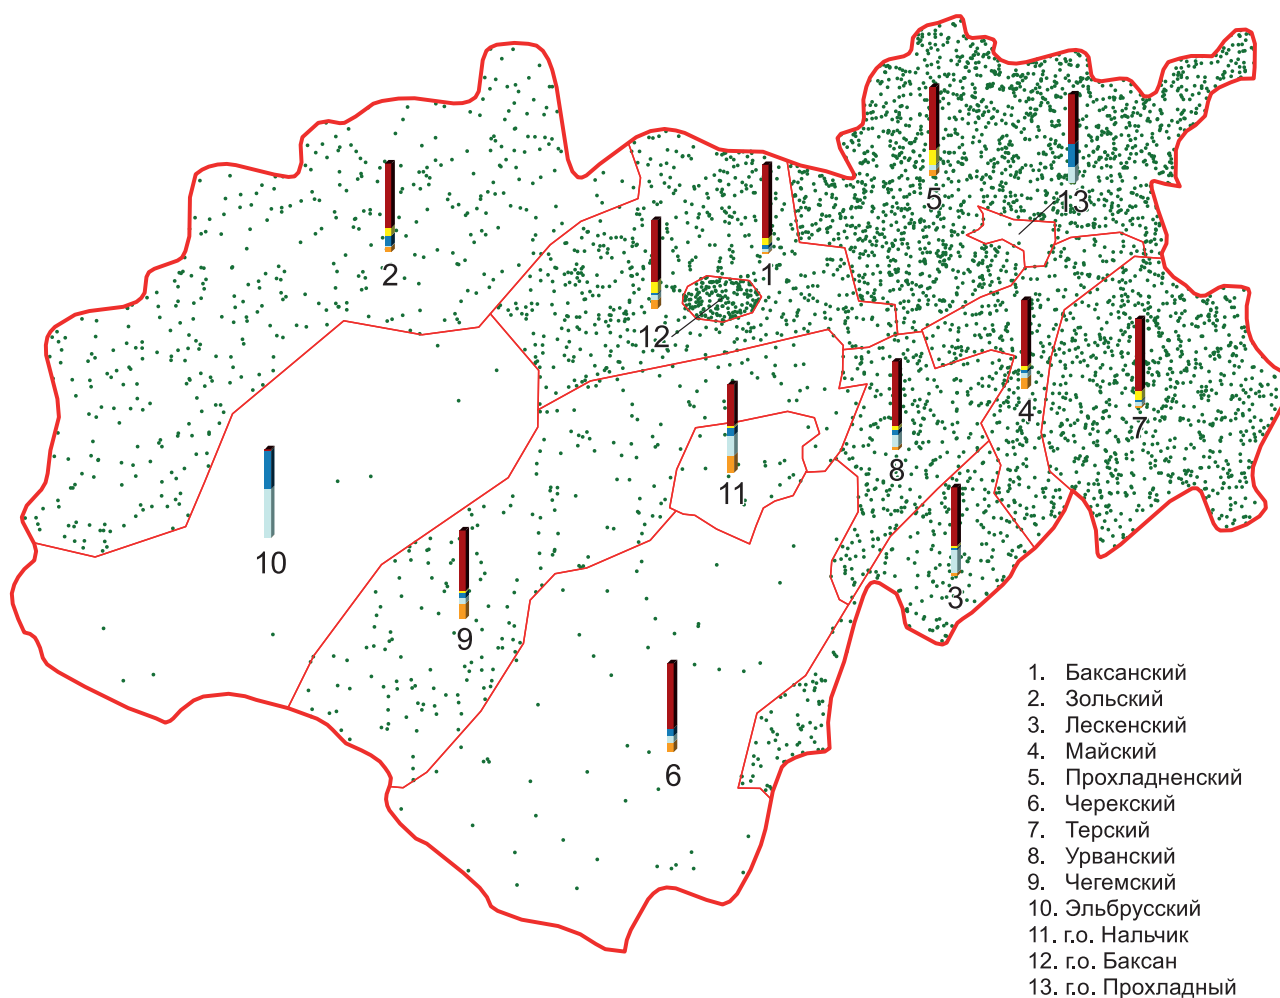 5
13
2
1
12
4
7
8
11
10
9
3
6
1. Баксанский
2. Зольский
3. Лескенский
4. Майский
5. Прохладненский
6. Черекский
7. Терский
8. Урванский
9. Чегемский
10. Эльбрусский
11. г.о. Нальчик
12. г.о. Баксан
13. г.о. Прохладный